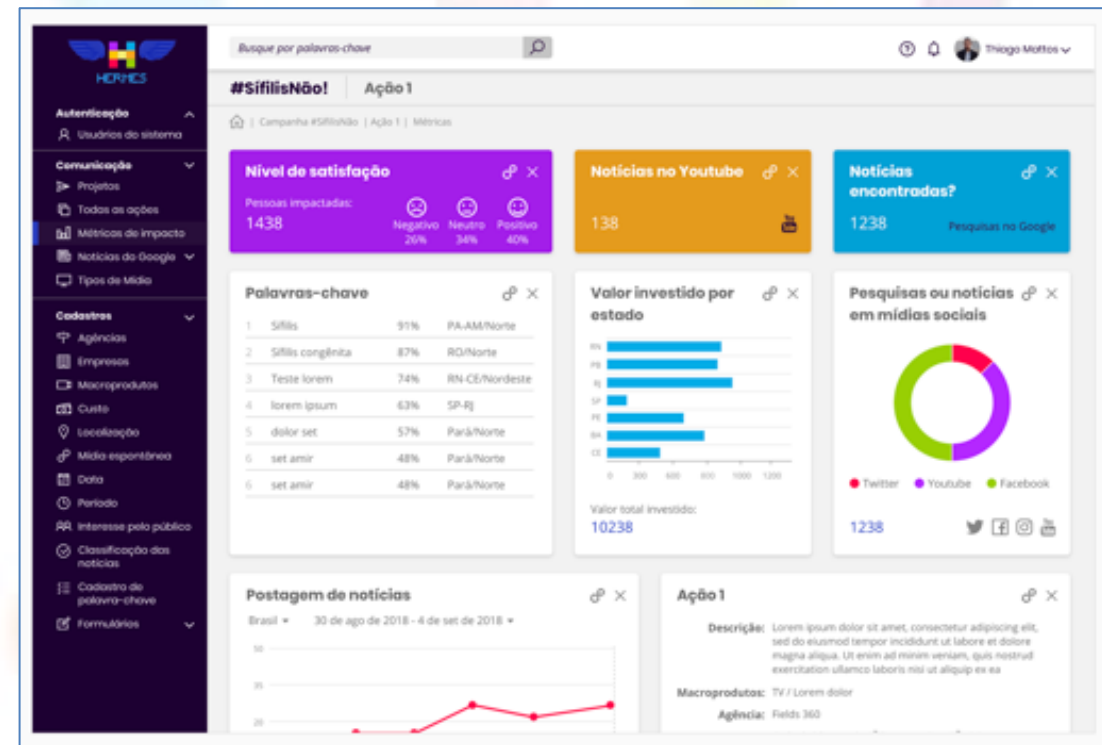 HERMES
Busque por palavras-chave
Thiago Mattos
#SífilisNão!
Ação 1
| Campanha #SífilisNão | Ação 1 | Métricas
Autenticação
Usuários do sistema
Comunicação
Projetos
Todas as ações
Métricas de impacto
Notícias do Google
Tipos de Mídia
Cadastros
Agências
Empresas
Macroprodutos
Custo
Localização
Mídia espontânea
Data
Período
Interesse pelo público
Classificação das
notícias
Cadastro de
palavra-chave
Formulários
Nível de satisfação
Pessoas impactadas:
1438
Negativo Neutro Positivo
26% 34% 40%
Notícias no Youtube
138
You
Notícias
encontradas?
1238
Pesquisas no Google
Palavras-chave
1 Sífilis 91% PA-AM/Norte
2 Sífilis congênita 87% RO/Norte
3 Teste lorem 74% RN-CE/Nordeste
4 lorem ipsum 63% SP-RJ
5 dolor set 57% Pará/Norte
6 set amir 48% Pará/Norte
6 set amir 48% Pará/Norte
Valor investido por
estado
RN
PB
RJ
SP
PE
BA
CE
0 300 600 800 1000 1200
Valor total investido:
10238
Pesquisas ou notícias
em mídias sociais
Twitter Youtube Facebook
1238
Postagem de notícias
Brasil 30 de ago de 2018 - 4 de set de 2018
50
35
20
Ação 1
Descrição: Lorem ipsum dolor sit amet, consectetur adipiscing elit,
sed do eiusmod tempor incididunt ut labore et dolore
magna aliqua. Ut enim ad minim veniam, quis nostrud
exercitation ullamco laboris nisi ut aliquip ex ea
Macroprodutos: TV / Lorem dolor
Agência: Fields 360